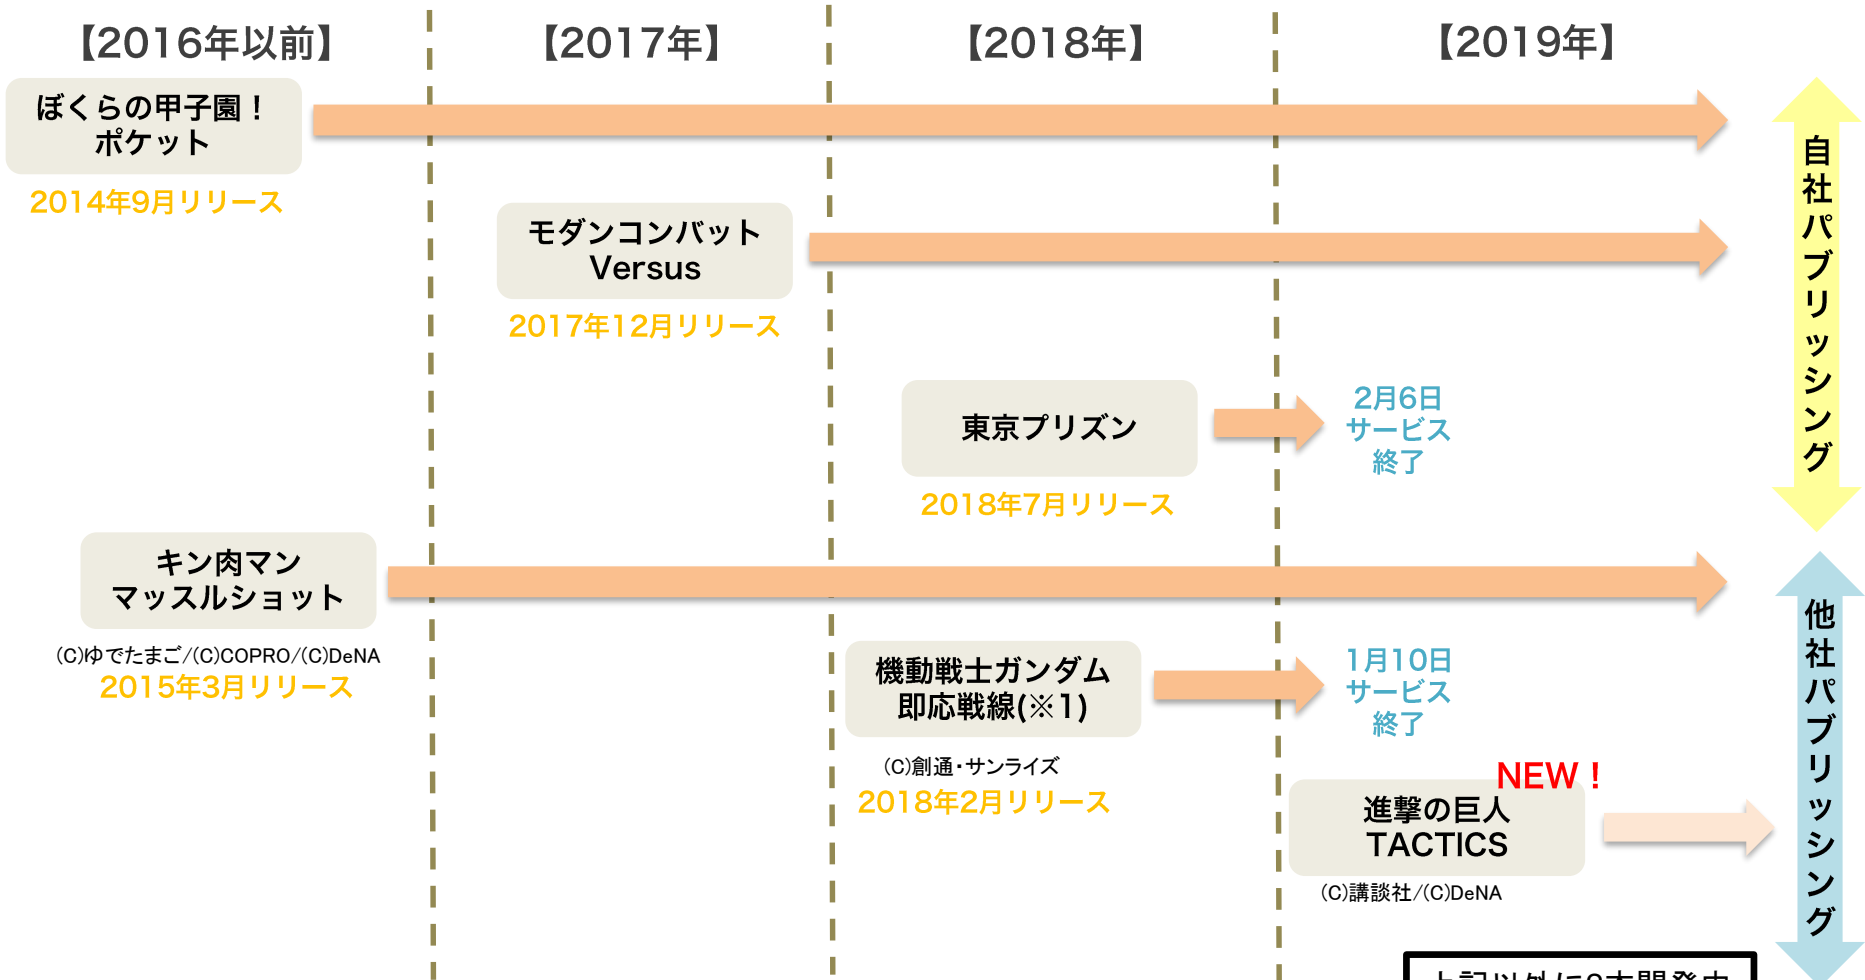 【2016年以前】
【2017年】
【2018年】
【2019年】
ぼくらの甲子園！
ポケット
2014年9月リリース
モダンコンバット
Versus
2017年12月リリース
東京プリズン
2018年7月リリース
2月6日
サービス
終了
自社パブリッシング
キン肉マン
マッスルショット
(C)ゆでたまご/(C)COPRO/(C)DeNA
2015年3月リリース
機動戦士ガンダム
即応戦線(※1)
(C)創通・サンライズ
2018年2月リリース
1月10日
サービス
終了
NEW！
進撃の巨人
TACTICS
(C)講談社/(C)DeNA
他社パブリッシング